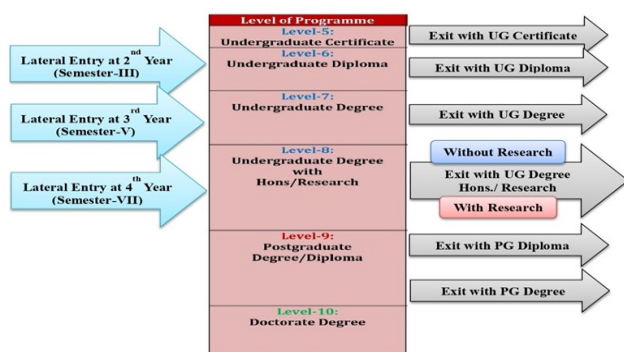 Level of Programme
Level-5:
Undergraduate Certificate
Level-6:
Undergraduate Diploma
Level-7:
Undergraduate Degree
Level-8:
Undergraduate Degree
with
Hons/Research
Level-9:
Postgraduate
Degree/Diploma
Level-10:
Doctorate Degree
Lateral Entry at 2nd Year
(Semester-III)
Lateral Entry at 3rd Year
(Semester-V)
Lateral Entry at 4th Year
(Semester-VII)
Exit with UG Certificate
Exit with UG Diploma
Exit with UG Degree
Without Research
Exit with UG Degree
Hons./ Research
With Research
Exit with PG Diploma
Exit with PG Degree